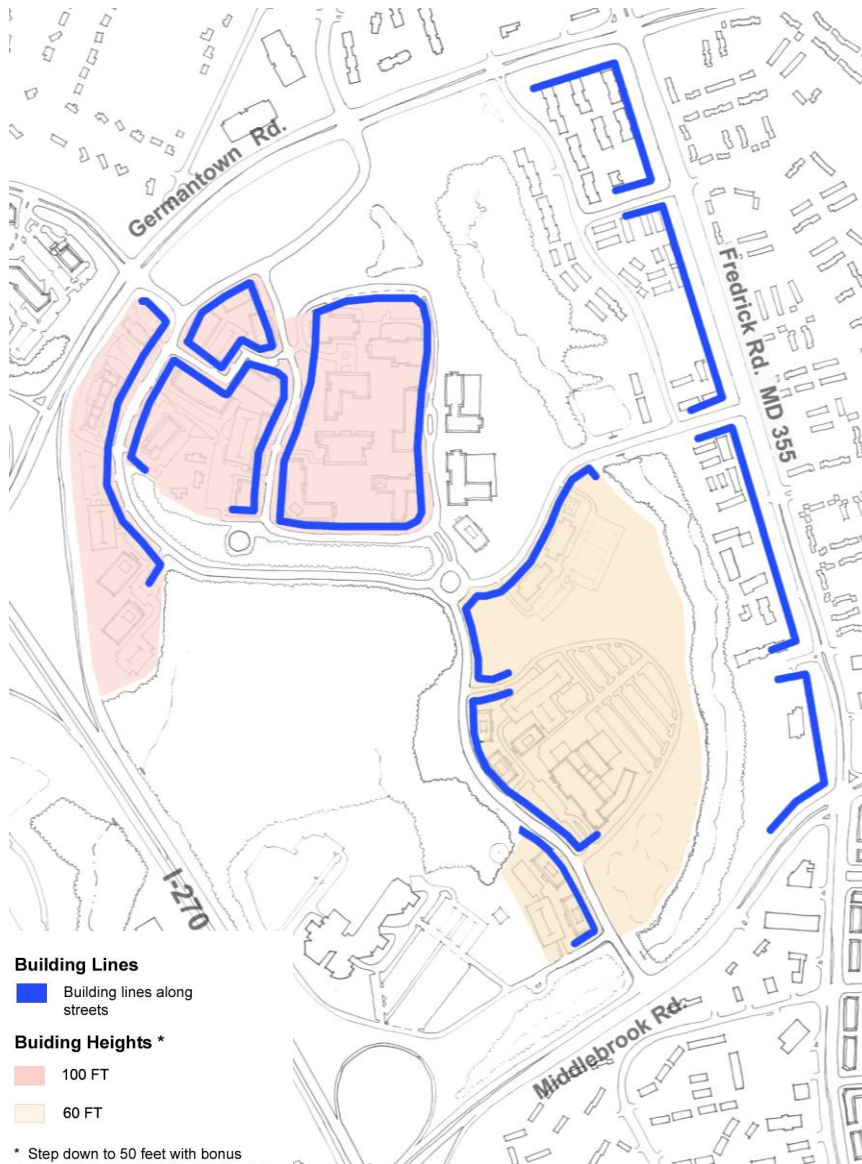 Germantown Rd.
Fredrick Rd. MD 355
I-270
Middlebrook Rd.
Building Lines
Building lines along
streets
Buiding Heights *
100 FT
60 FT
* Step down to 50 feet with bonus